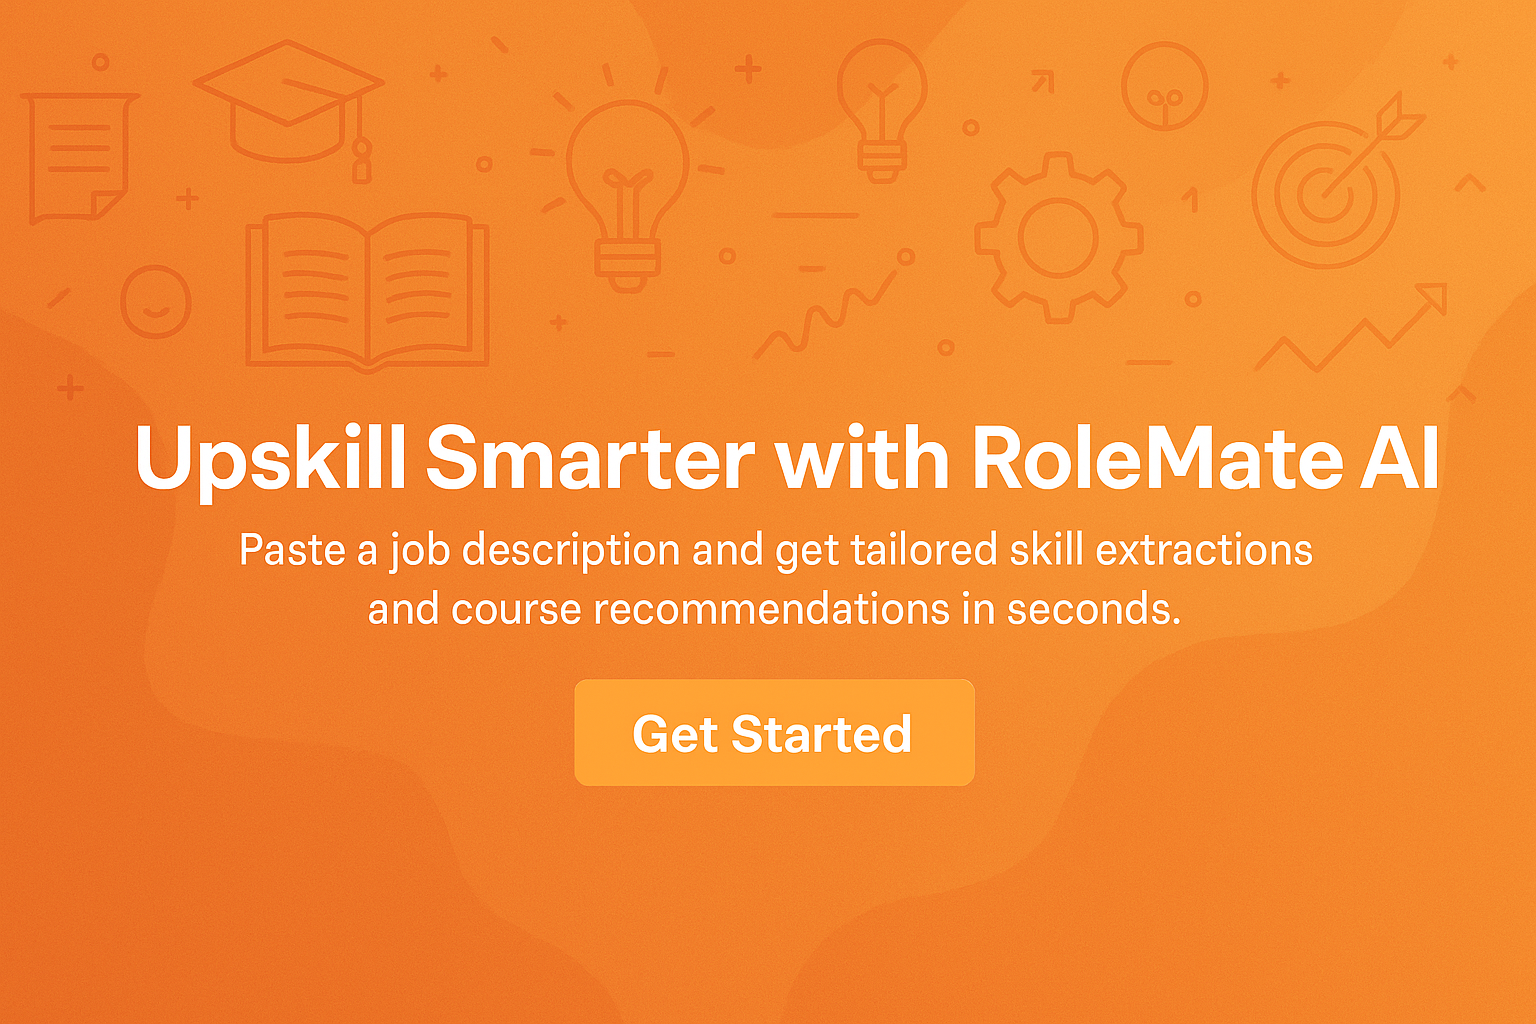 Upskill Smarter with RoleMate AI
Paste a job description and get tailored skill extractions
and course recommendations in seconds.
Get Started